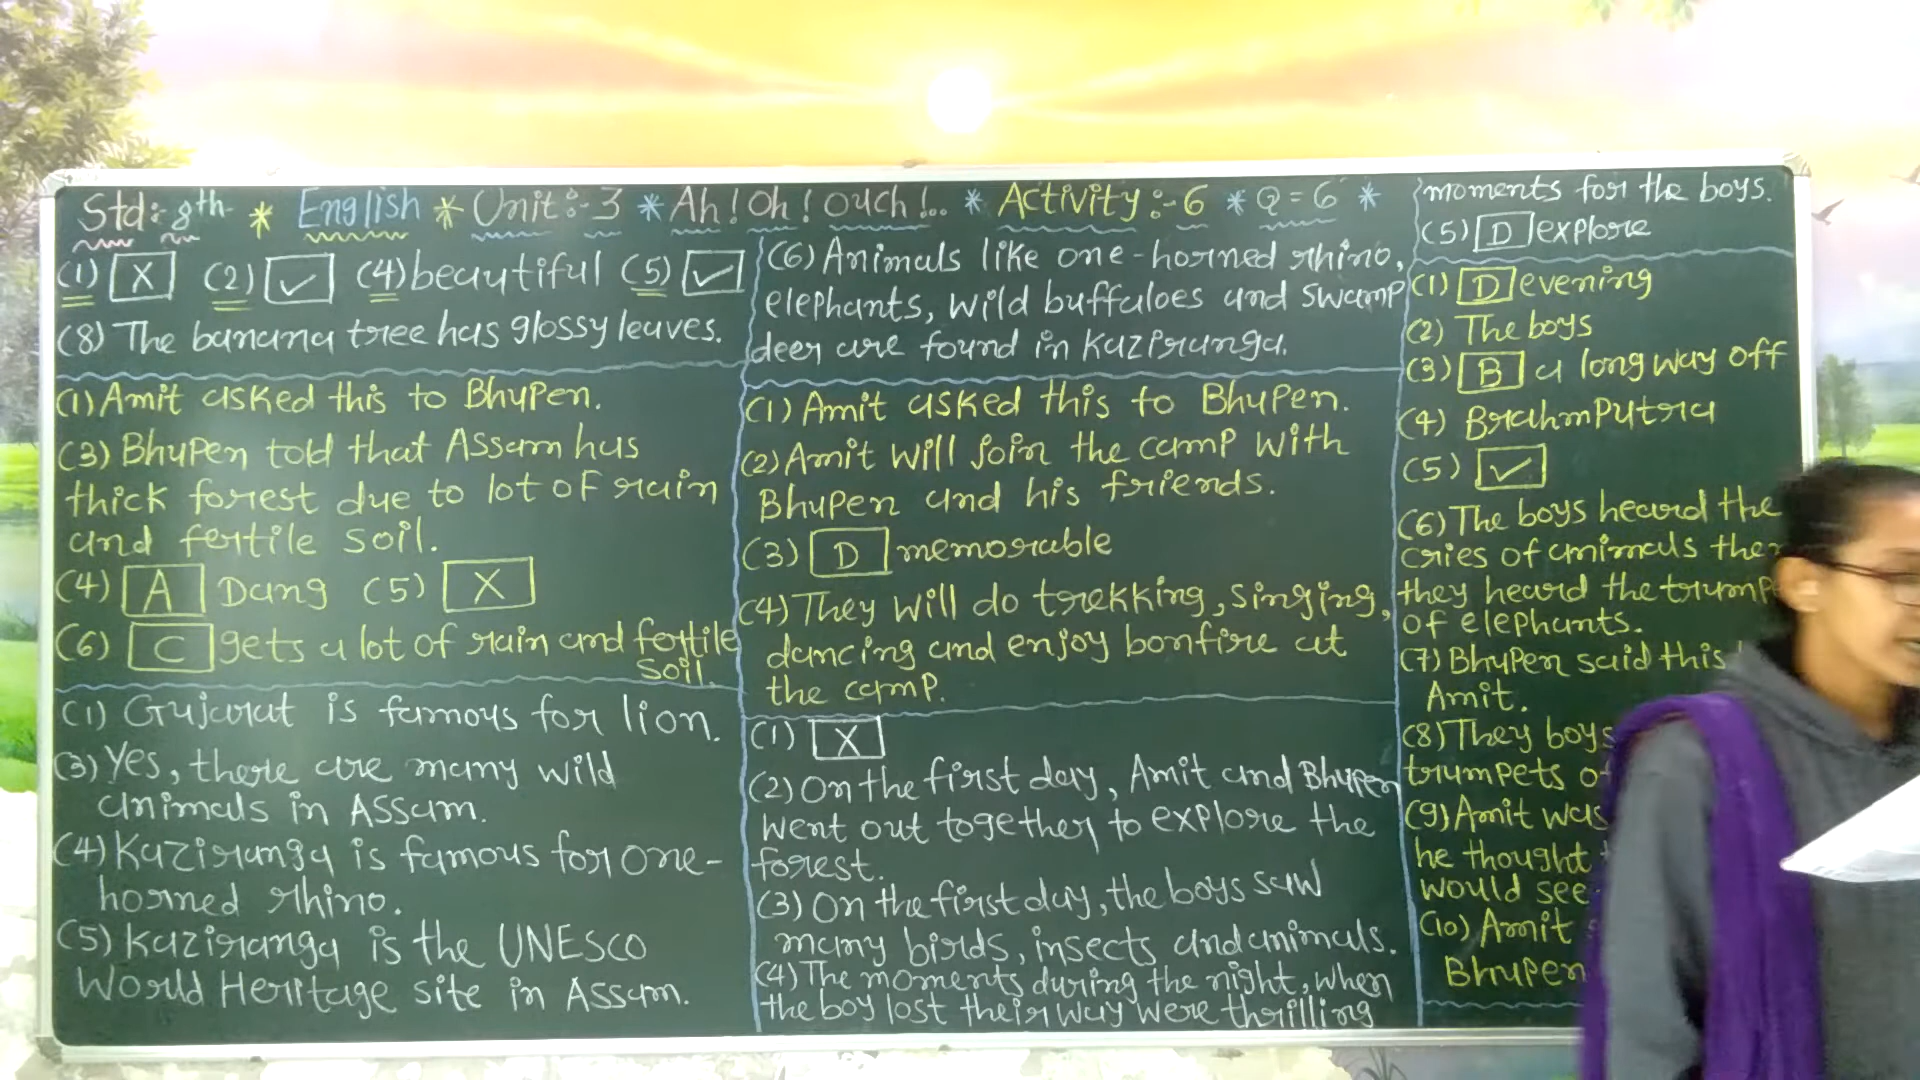 Std:- 8th * English * Unit:-3 * Ah! Oh! Ouch!.. * Activity:-6 * Q=6 *
(1) X (2) ✓ (4) beautiful (5) ✓
(8) The banana tree has glossy leaves.
(1) Amit asked this to Bhupen.
(3) Bhupen told that Assam has
thick forest due to lot of rain
and fertile soil.
(4) A Dang (5) X
(6) C gets a lot of rain and fertile
soil.
(1) Gujarat is famous for lion.
(3) Yes, there are many wild
animals in Assam.
(4) Kaziranga is famous for one-
horned rhino.
(5) Kaziranga is the UNESCO
World Heritage site in Assam.
(6) Animals like one-horned rhino,
elephants, wild buffaloes and swamp
deer are found in Kaziranga.
(1) Amit asked this to Bhupen.
(2) Amit will join the camp with
Bhupen and his friends.
(3) D memorable
(4) They will do trekking, singing,
dancing and enjoy bonfire at
the camp.
(1) X
(2) On the first day, Amit and Bhupen
went out together to explore the
forest.
(3) On the first day, the boys saw
many birds, insects and animals.
(4) The moments during the night, when
the boy lost their way were thrilling
moments for the boys.
(5) D explore
(1) D evening
(2) The boys
(3) B a long way off
(4) Brahmputra
(5) ✓
(6) The boys heard the
cries of animals
they heard the
of elephants.
(7) Bhupen said this
Amit.
(8) They boys
trumpets
(9) Amit was
he thought
would see
(10) Amit
Bhupen